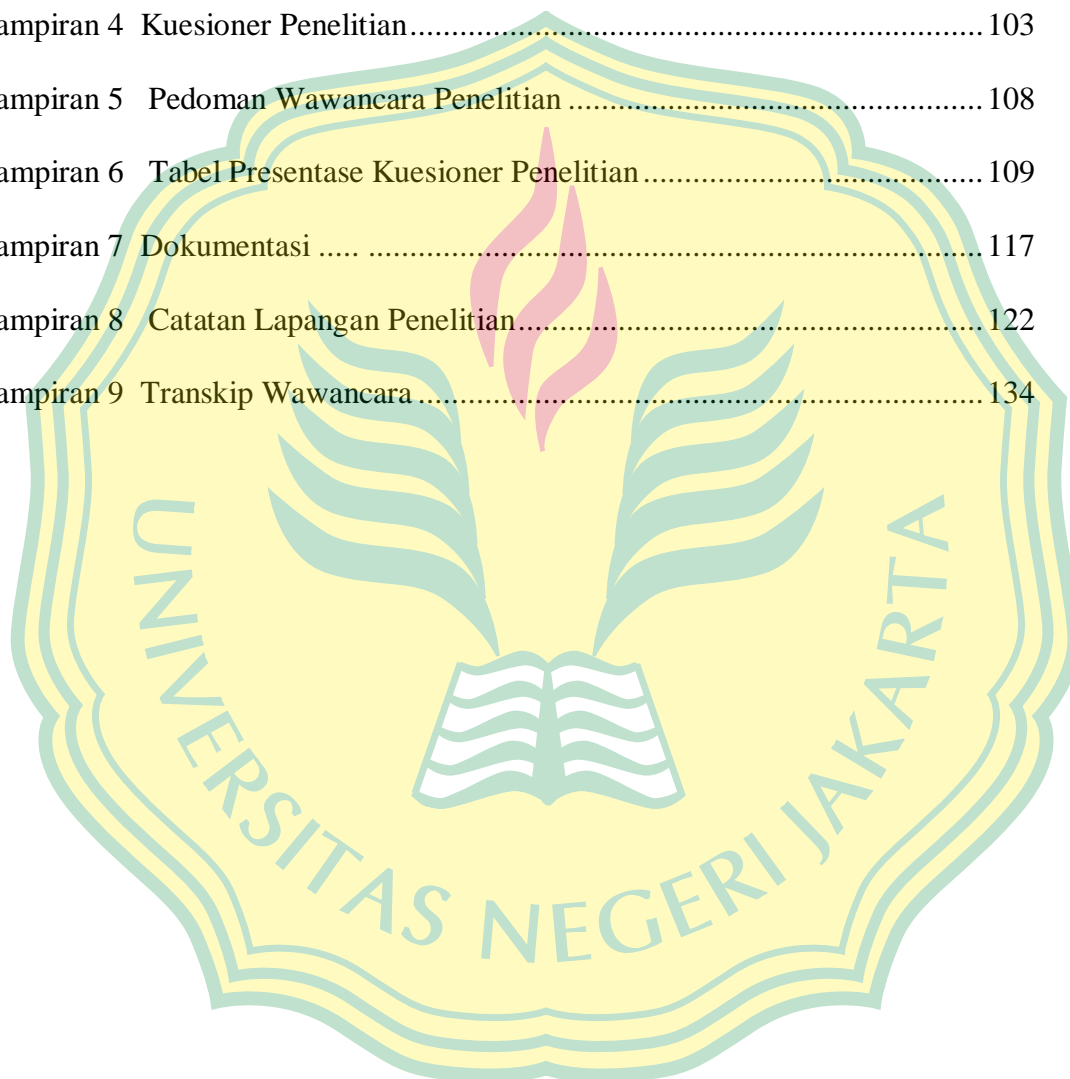 ampiran 4 Kuesioner Penelitian....................................................................... 103
ampiran 5 Pedoman Wawancara Penelitian .................................................... 108
ampiran 6 Tabel Presentase Kuesioner Penelitian ........................................... 109
ampiran 7 Dokumentasi ..... ............................................................................ 117
ampiran 8 Catatan Lapangan Penelitian.......................................................... 122
ampiran 9 Transkip Wawancara ...................................................................... 134
UNIVERSITAS NEGERI JAKARTA